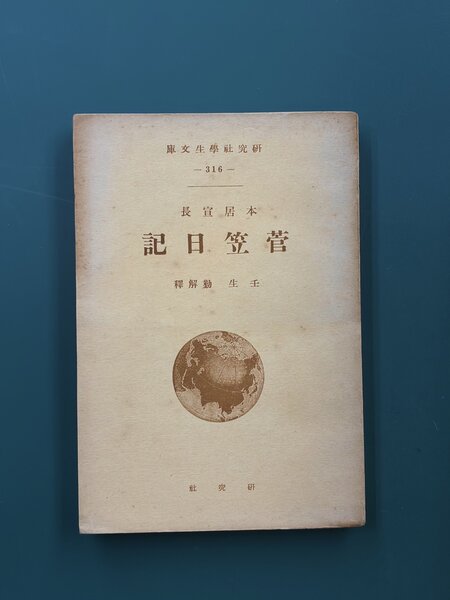 研究社學生文庫
—316—
本居宣長
菅笠日記
壬生 勤解釋
研究社